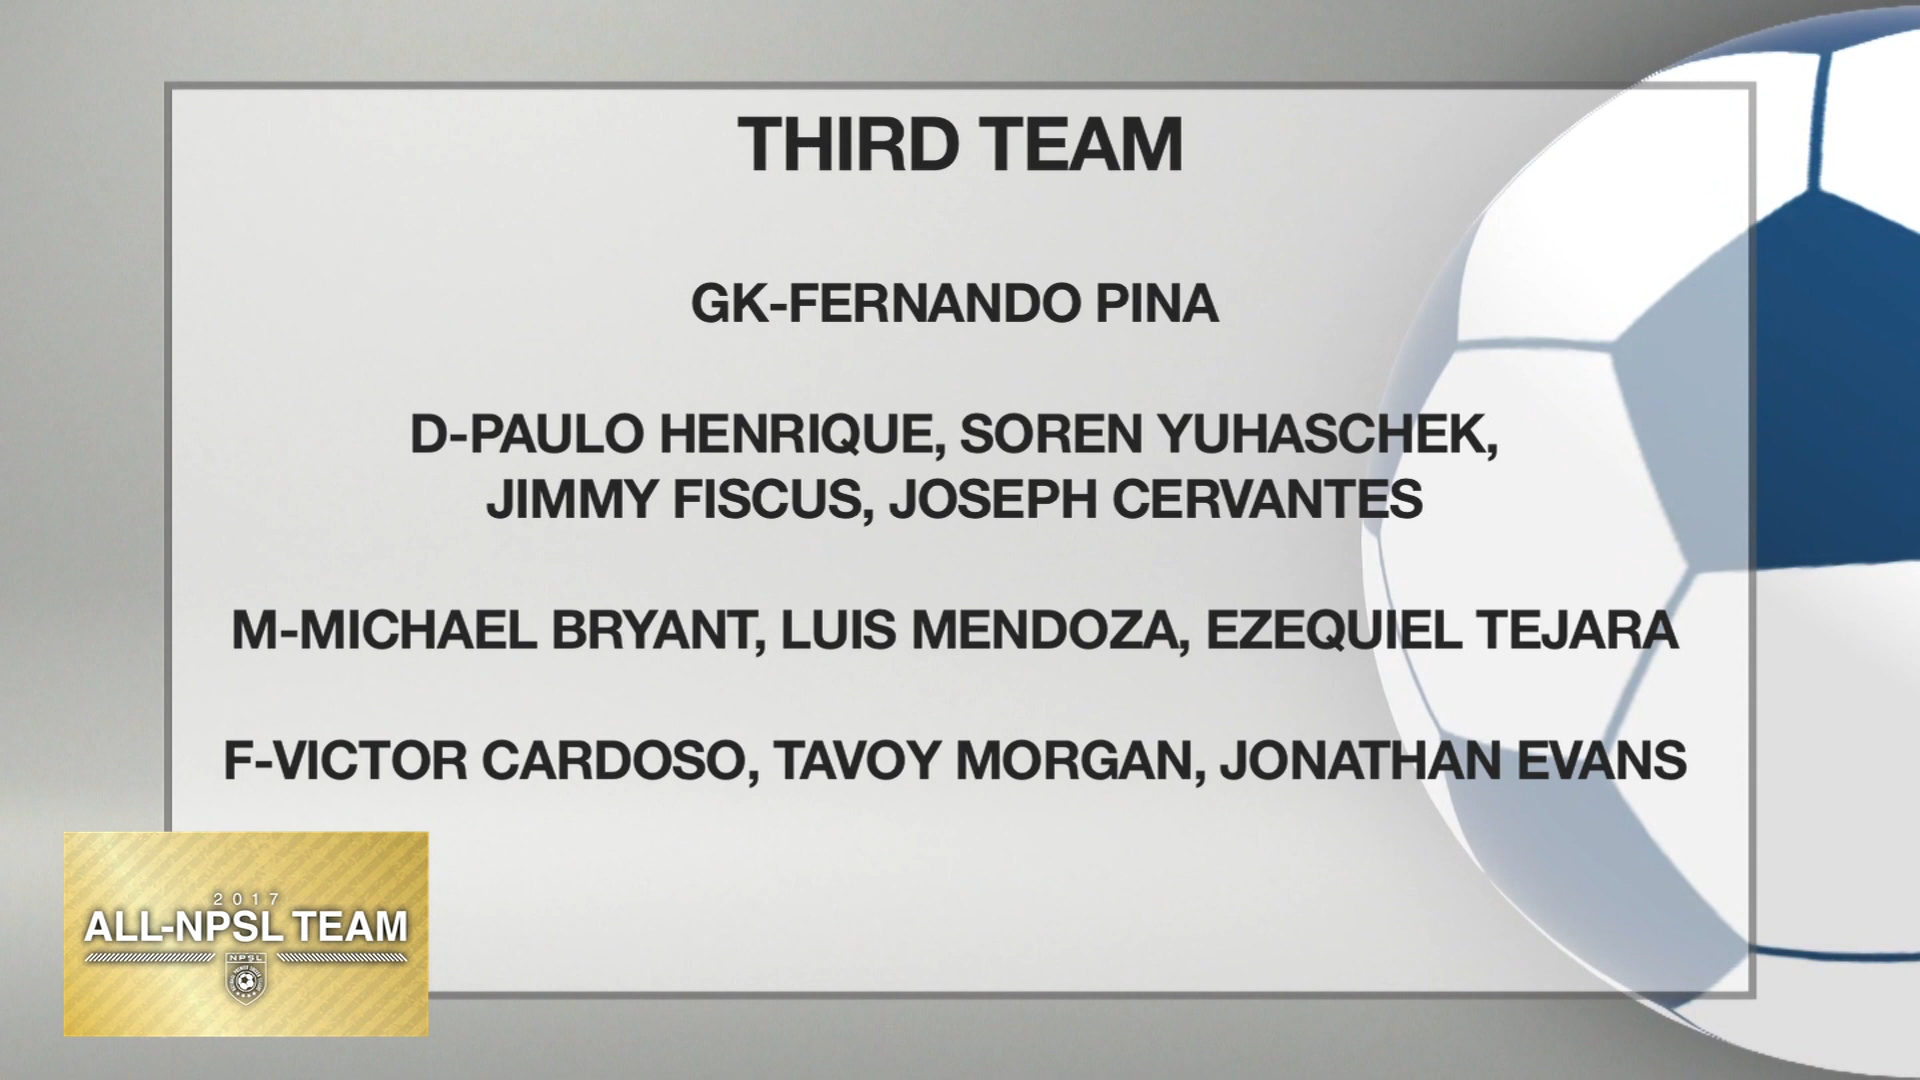 THIRD TEAM
GK-FERNANDO PINA
D-PAULO HENRIQUE, SOREN YUHASCHEK,
JIMMY FISCUS, JOSEPH CERVANTES
M-MICHAEL BRYANT, LUIS MENDOZA, EZEQUIEL TEJARA
F-VICTOR CARDOSO, TAVOY MORGAN, JONATHAN EVANS
2017
ALL-NPSL TEAM
NPSL